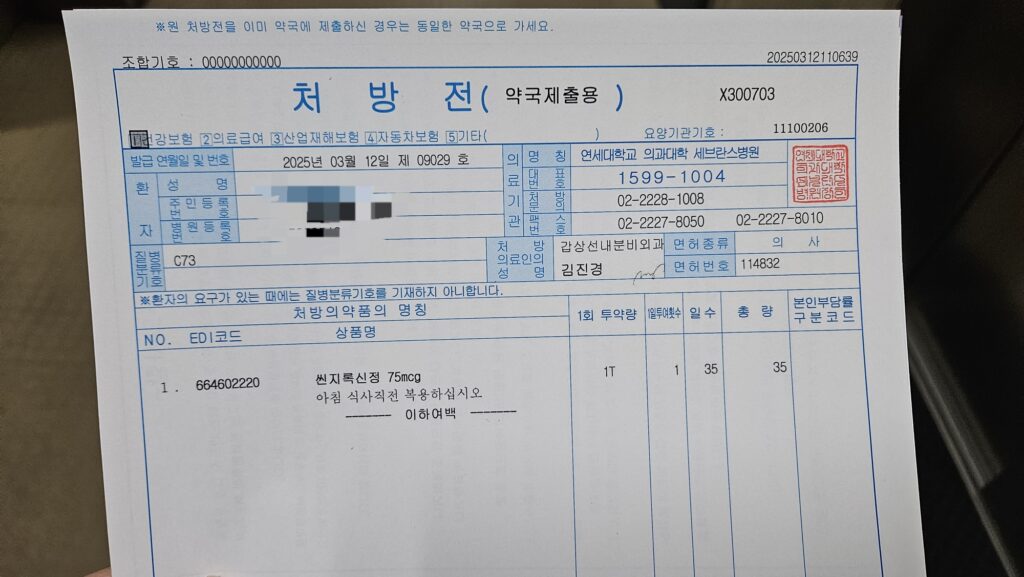 ※원 처방전을 이미 약국에 제출하신 경우는 동일한 약국으로 가세요.
조합기호 : 00000000000
20250312110639
처 방 전( 약국제출용 )
X300703
1건강보험 2의료급여 3산업재해보험 4자동차보험 5기타( )
요양기관기호 : 11100206
발급 연월일 및 번호 2025년 03월 12일 제 09029 호
환 자
성 명
주민등록
번호
병원등록
번호
의료기관
명 칭 연세대학교 의과대학 세브란스병원
대표번호 1599-1004
처방문의 02-2228-1008
팩스번호 02-2227-8050 02-2227-8010
질병분류기호 C73
처 방 의료인의 성 명 갑상선내분비외과 김진경
면허종류 의 사
면허번호 114832
※환자의 요구가 있는 때에는 질병분류기호를 기재하지 아니합니다.
처방의약품의 명칭
NO. EDI코드 상품명
1회 투약량 1일투여횟수 일 수 총 량 본인부담률 구분코드
1. 664602220 씬지록신정 75mcg 1T 1 35 35
아침 식사직전 복용하십시오
------- 이하여백 -------